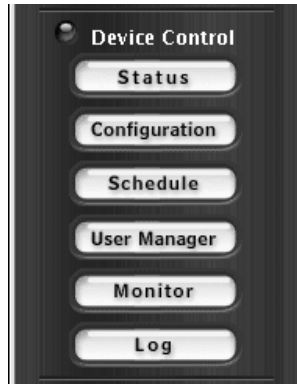 Device Control
Status
Configuration
Schedule
User Manager
Monitor
Log